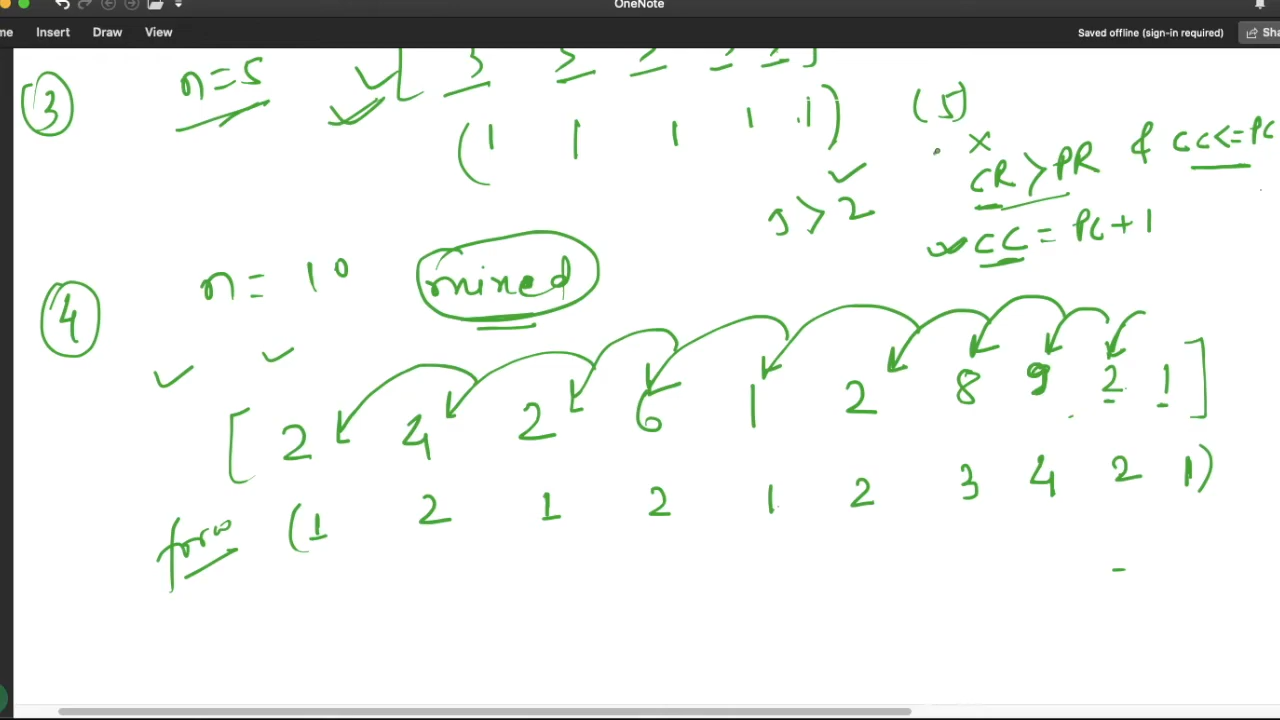 OneNote
Insert Draw View
Saved offline (sign-in required) Sha
3 n=5
(1 1 1 1 1) (5)
CR>PR & CC<=PC
CC = PC+1
>2
4 n=10 mixed
[2 4 2 6 1 2 8 9 2 1]
(1 2 1 2 1 2 3 4 2 1)